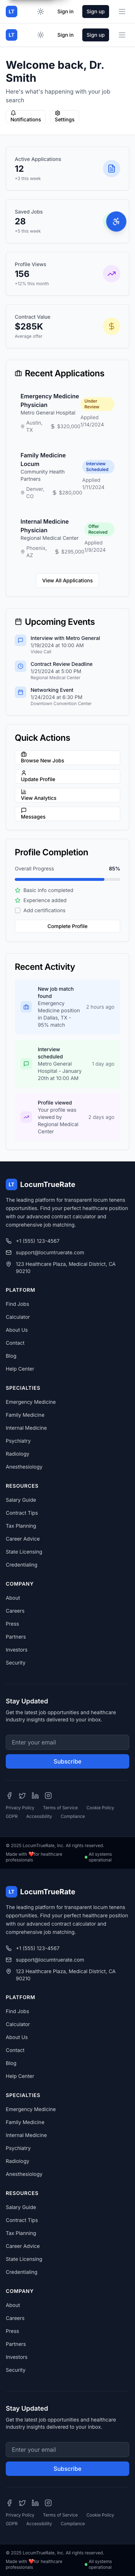 LT
Sign in
Sign up
LT
Sign in
Sign up
Welcome back, Dr.
Smith
Here's what's happening with your job
search
Notifications
Settings
Active Applications
12
+3 this week
Saved Jobs
28
+5 this week
Profile Views
156
+12% this month
Contract Value
$285K
Average offer
Recent Applications
Emergency Medicine
Physician
Metro General Hospital
Austin,
TX
$320,000
Under
Review
Applied
1/14/2024
Family Medicine
Locum
Community Health
Partners
Denver,
CO
$280,000
Interview
Scheduled
Applied
1/11/2024
Internal Medicine
Physician
Regional Medical Center
Phoenix,
AZ
$295,000
Offer
Received
Applied
1/9/2024
View All Applications
Upcoming Events
Interview with Metro General
1/19/2024 at 10:00 AM
Video Call
Contract Review Deadline
1/21/2024 at 5:00 PM
Regional Medical Center
Networking Event
1/24/2024 at 6:30 PM
Downtown Convention Center
Quick Actions
Browse New Jobs
Update Profile
View Analytics
Messages
Profile Completion
Overall Progress
85%
Basic info completed
Experience added
Add certifications
Complete Profile
Recent Activity
New job match
found
Emergency
Medicine position
in Dallas, TX -
95% match
2 hours ago
Interview
scheduled
Metro General
Hospital - January
20th at 10:00 AM
1 day ago
Profile viewed
Your profile was
viewed by
Regional Medical
Center
2 days ago
LT
LocumTrueRate
The leading platform for transparent locum tenens
opportunities. Find your perfect healthcare position
with our advanced contract calculator and
comprehensive job matching.
+1 (555) 123-4567
support@locumtruerate.com
123 Healthcare Plaza, Medical District, CA
90210
PLATFORM
Find Jobs
Calculator
About Us
Contact
Blog
Help Center
SPECIALTIES
Emergency Medicine
Family Medicine
Internal Medicine
Psychiatry
Radiology
Anesthesiology
RESOURCES
Salary Guide
Contract Tips
Tax Planning
Career Advice
State Licensing
Credentialing
COMPANY
About
Careers
Press
Partners
Investors
Security
Stay Updated
Get the latest job opportunities and healthcare
industry insights delivered to your inbox.
Enter your email
Subscribe
Privacy Policy
Terms of Service
Cookie Policy
GDPR
Accessibility
Compliance
© 2025 LocumTrueRate, Inc. All rights reserved.
Made with ❤️ for healthcare
professionals
All systems
operational
LT
LocumTrueRate
The leading platform for transparent locum tenens
opportunities. Find your perfect healthcare position
with our advanced contract calculator and
comprehensive job matching.
+1 (555) 123-4567
support@locumtruerate.com
123 Healthcare Plaza, Medical District, CA
90210
PLATFORM
Find Jobs
Calculator
About Us
Contact
Blog
Help Center
SPECIALTIES
Emergency Medicine
Family Medicine
Internal Medicine
Psychiatry
Radiology
Anesthesiology
RESOURCES
Salary Guide
Contract Tips
Tax Planning
Career Advice
State Licensing
Credentialing
COMPANY
About
Careers
Press
Partners
Investors
Security
Stay Updated
Get the latest job opportunities and healthcare
industry insights delivered to your inbox.
Enter your email
Subscribe
Privacy Policy
Terms of Service
Cookie Policy
GDPR
Accessibility
Compliance
© 2025 LocumTrueRate, Inc. All rights reserved.
Made with ❤️ for healthcare
professionals
All systems
operational